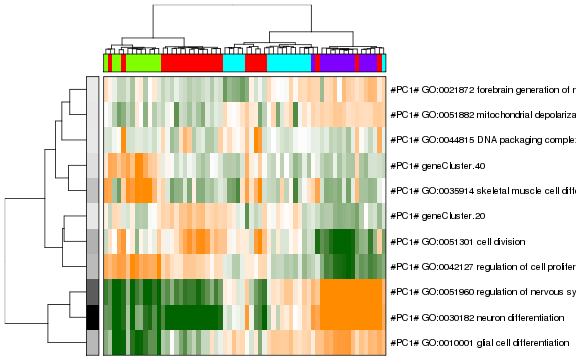 #PC1# GO:0021872 forebrain generation of
#PC1# GO:0051882 mitochondrial depolariza
#PC1# GO:0044815 DNA packaging comple
#PC1# geneCluster.40
#PC1# GO:0035914 skeletal muscle cell diffe
#PC1# geneCluster.20
#PC1# GO:0051301 cell division
#PC1# GO:0042127 regulation of cell prolifer
#PC1# GO:0051960 regulation of nervous sy
#PC1# GO:0030182 neuron differentiation
#PC1# GO:0010001 glial cell differentiation